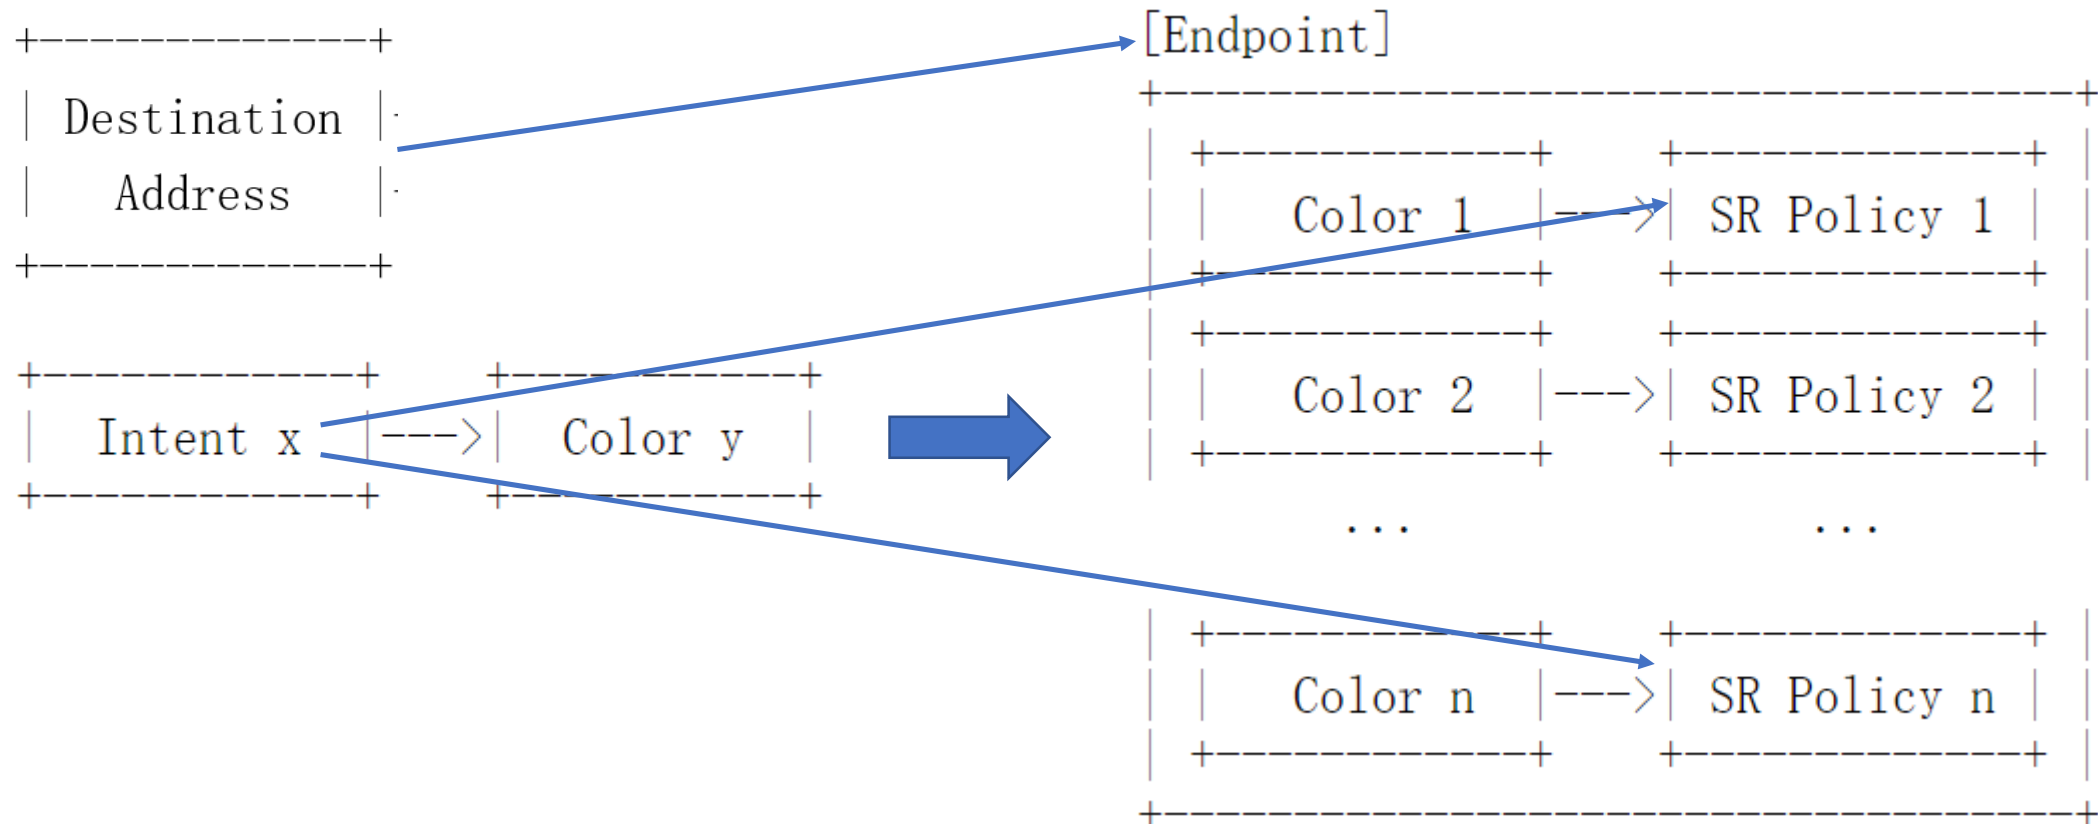 Destination
Address
Intent x
--->
Color y
[Endpoint]
Color 1 ---> SR Policy 1
Color 2 ---> SR Policy 2
... ...
Color n ---> SR Policy n